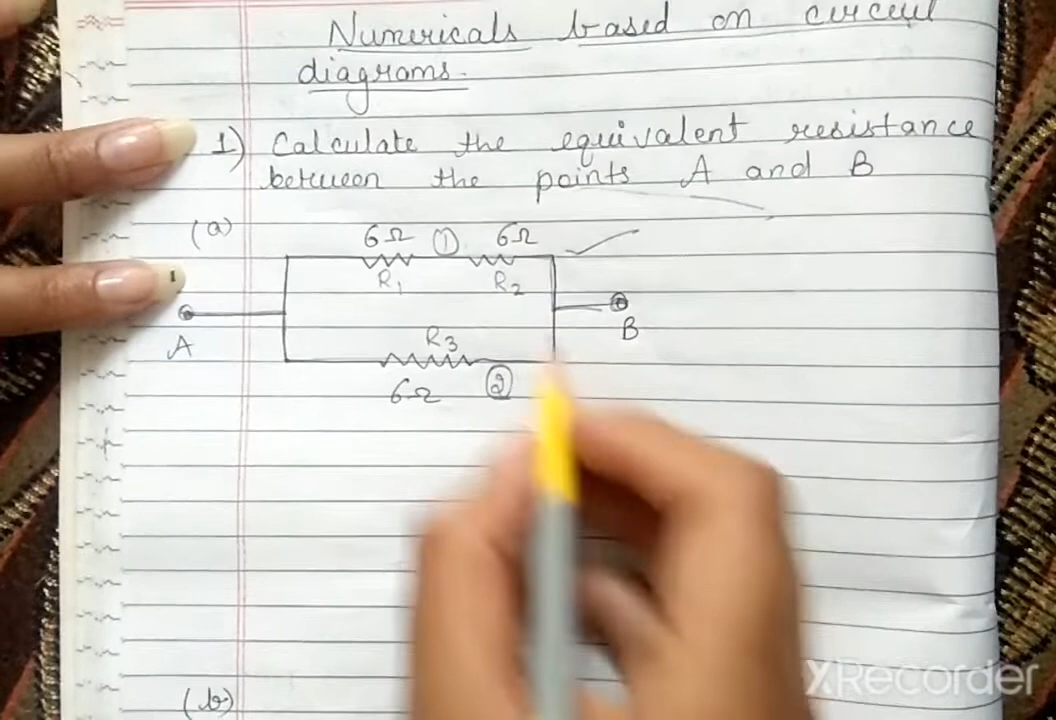 Numericals based on circuit
diagrams.
1) Calculate the equivalent resistance
between the points A and B
(a)
6Ω ① 6Ω
R1 R2
A
B
R3
6Ω ②
(b)
XRecorder